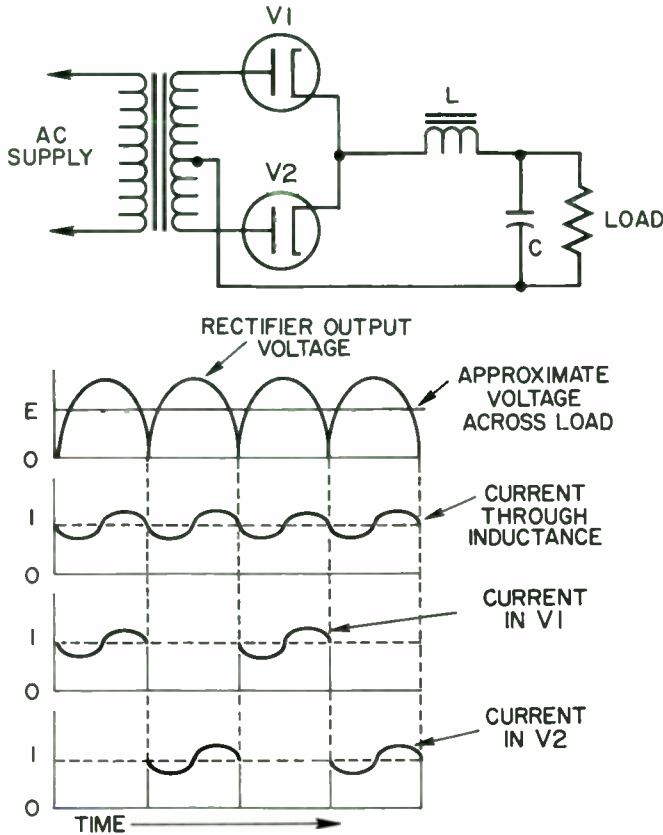 V1
L
AC
SUPPLY
V2
C
LOAD
RECTIFIER OUTPUT
VOLTAGE
E
O
APPROXIMATE
VOLTAGE
ACROSS LOAD
I
O
CURRENT
THROUGH
INDUCTANCE
I
O
CURRENT
IN V1
I
O
CURRENT
IN V2
TIME